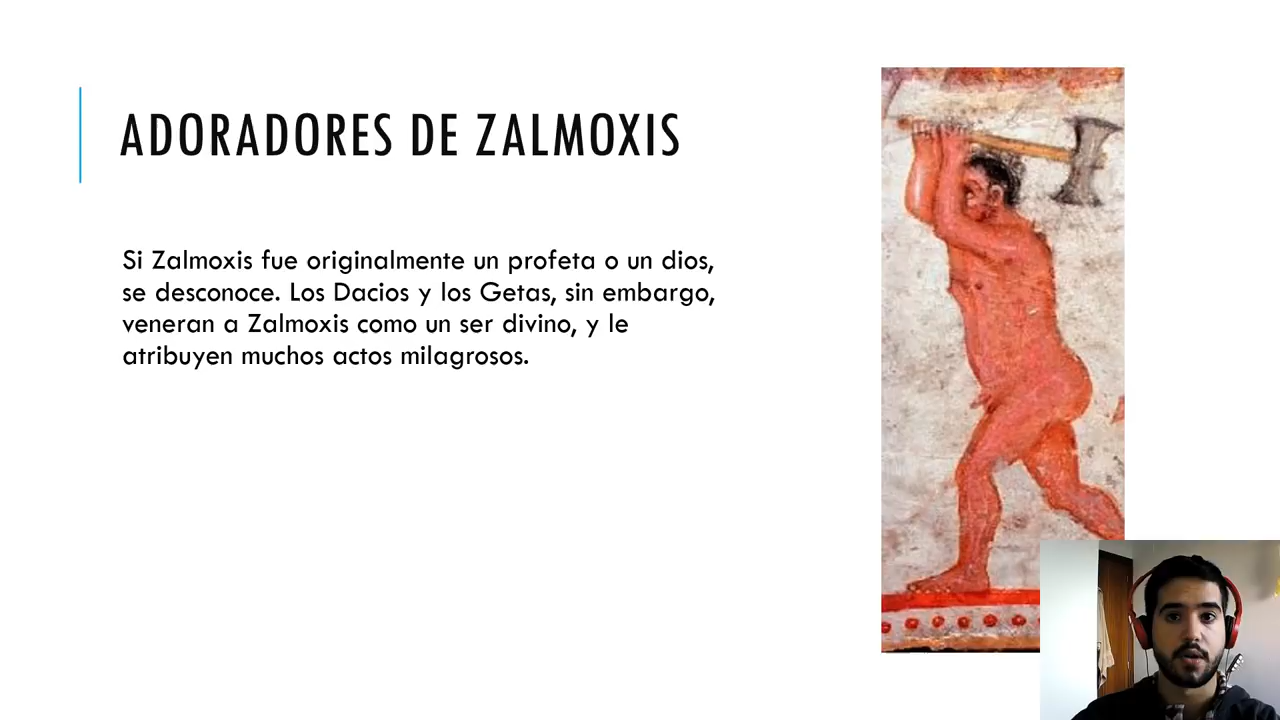 ADORADORES DE ZALMOXIS
Si Zalmoxis fue originalmente un profeta o un dios,
se desconoce. Los Dacios y los Getas, sin embargo,
veneran a Zalmoxis como un ser divino, y le
atribuyen muchos actos milagrosos.